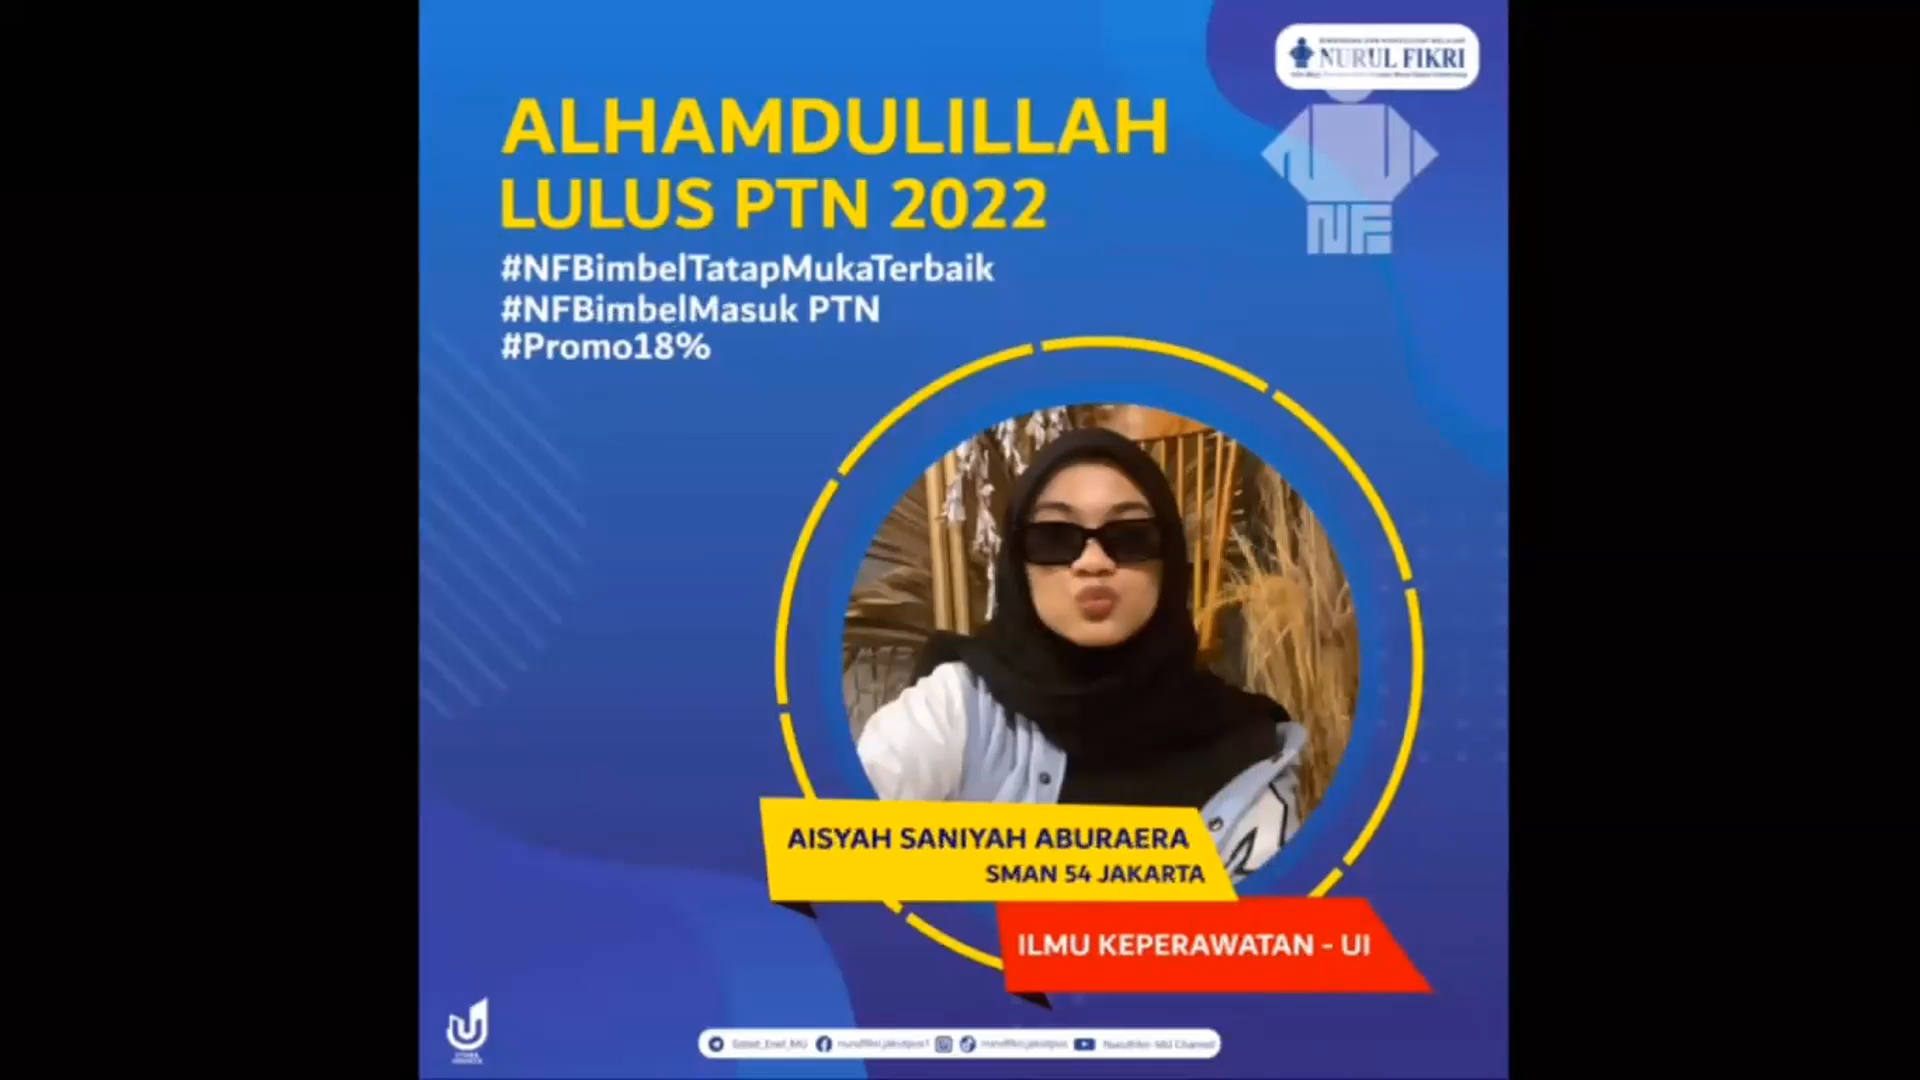 NURUL FIKRI
ALHAMDULILLAH
LULUS PTN 2022
#NFBimbelTatapMukaTerbaik
#NFBimbelMasuk PTN
#Promo18%
NF
AISYAH SANIYAH ABURAERA
SMAN 54 JAKARTA
ILMU KEPERAWATAN - UI